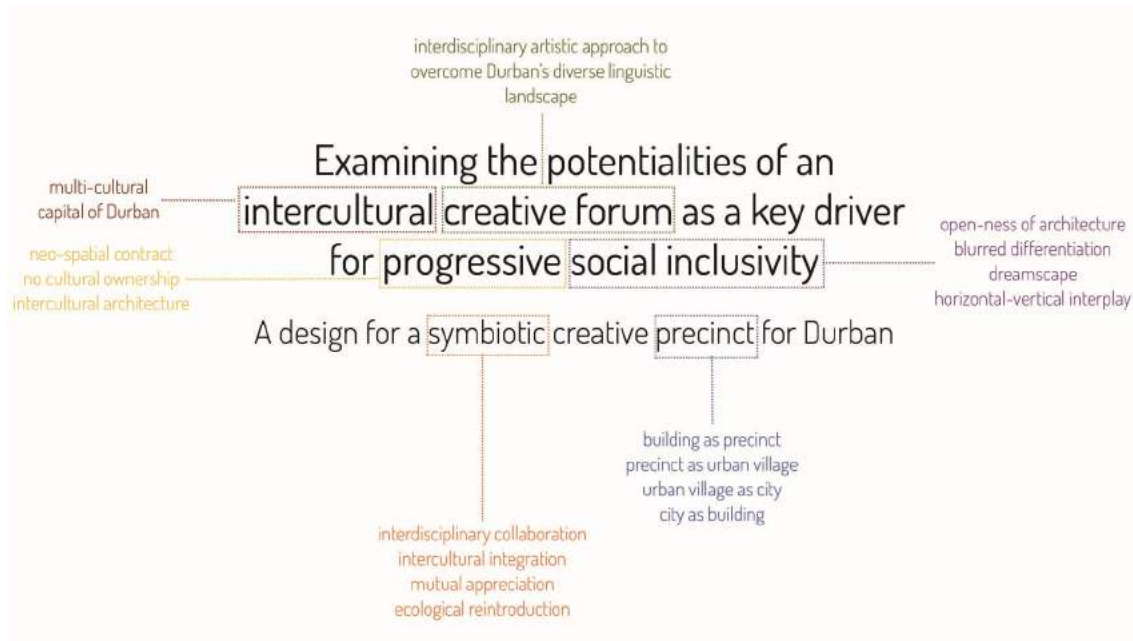 interdisciplinary artistic approach to
overcome Durban's diverse linguistic
landscape
Examining the potentialities of an
intercultural creative forum as a key driver
for progressive social inclusivity
multi-cultural
capital of Durban
neo-spatial contract
no cultural ownership
intercultural architecture
open-ness of architecture
blurred differentiation
dreamscape
horizontal-vertical interplay
A design for a symbiotic creative precinct for Durban
building as precinct
precinct as urban village
urban village as city
city as building
interdisciplinary collaboration
intercultural integration
mutual appreciation
ecological reintroduction